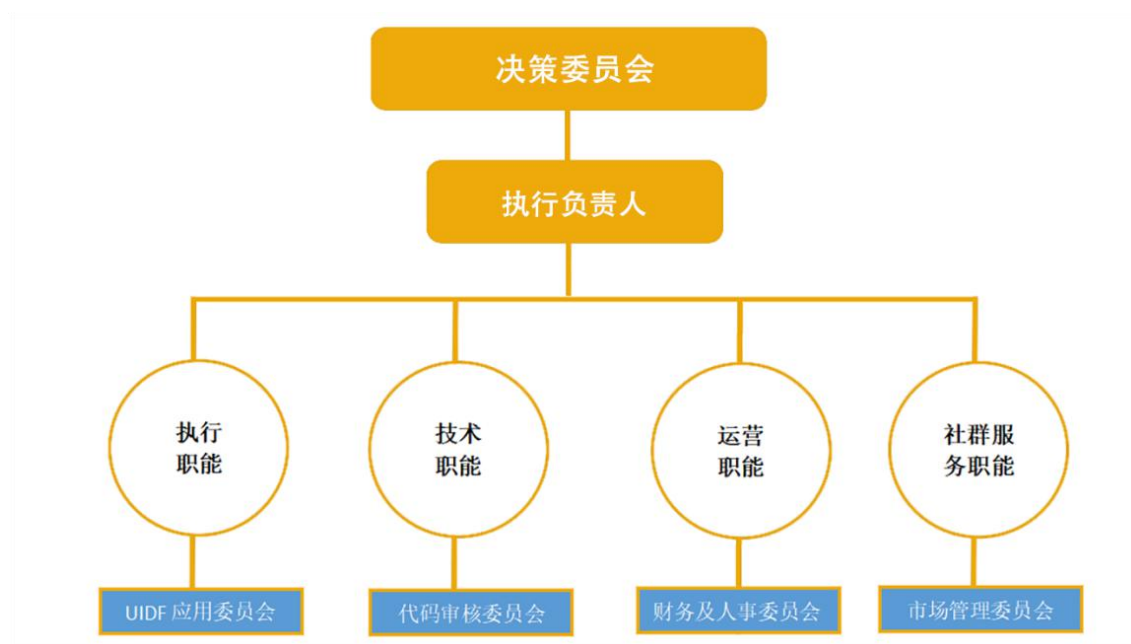 决策委员会
执行负责人
执行
职能
技术
职能
运营
职能
社群服
务职能
UIDF 应用委员会
代码审核委员会
财务及人事委员会
市场管理委员会